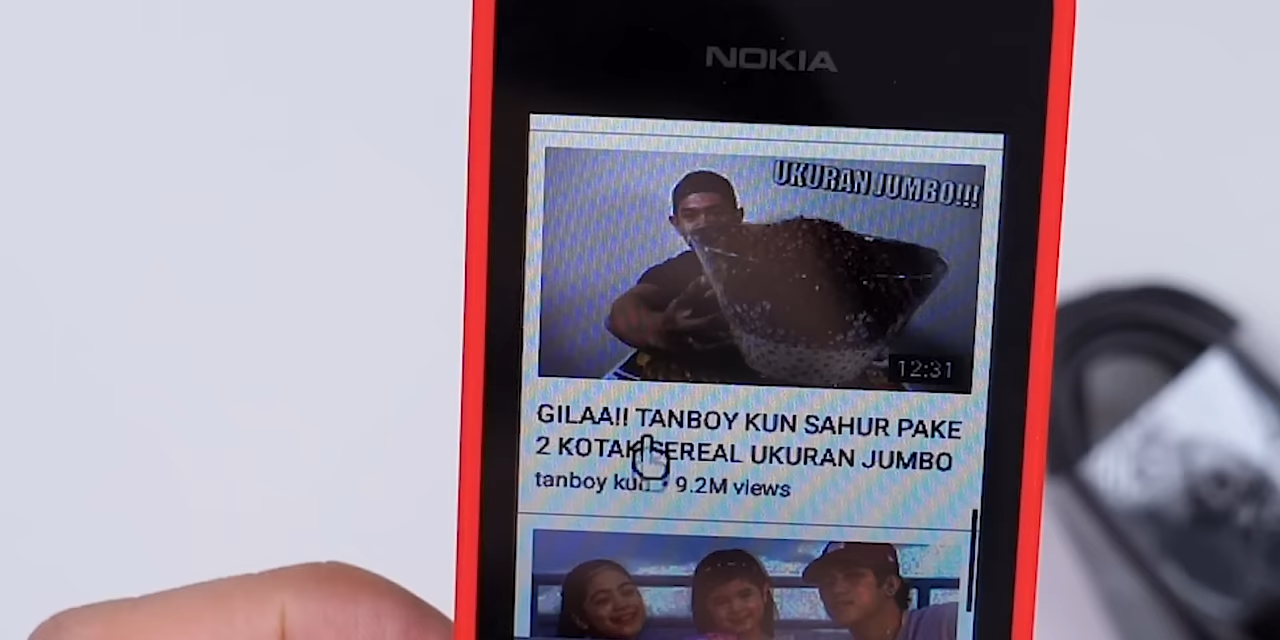 NOKIA
UKURAN JUMBO!!!
12:31
GILAA!! TANBOY KUN SAHUR PAKE
2 KOTAK SEREAL UKURAN JUMBO
tanboy kun • 9.2M views